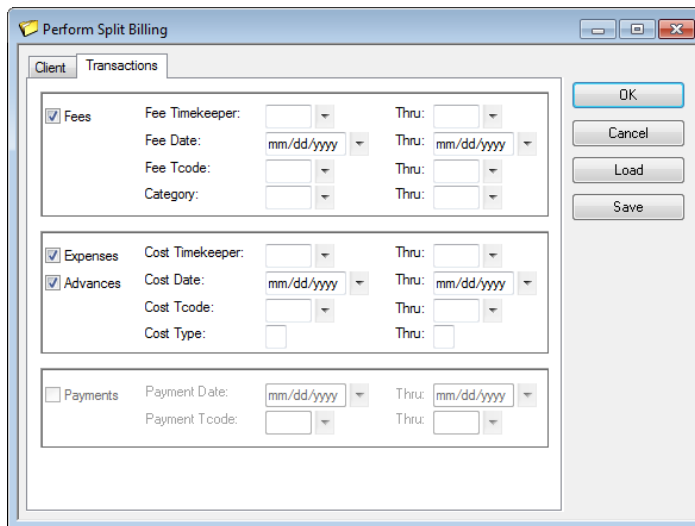 Perform Split Billing
Client Transactions
Fees Fee Timekeeper: Thru:
Fee Date: mm/dd/yyyy Thru: mm/dd/yyyy
Fee Tcode: Thru:
Category: Thru:
Expenses Cost Timekeeper: Thru:
Advances Cost Date: mm/dd/yyyy Thru: mm/dd/yyyy
Cost Tcode: Thru:
Cost Type: Thru:
Payments Payment Date: mm/dd/yyyy Thru: mm/dd/yyyy
Payment Tcode: Thru:
OK
Cancel
Load
Save